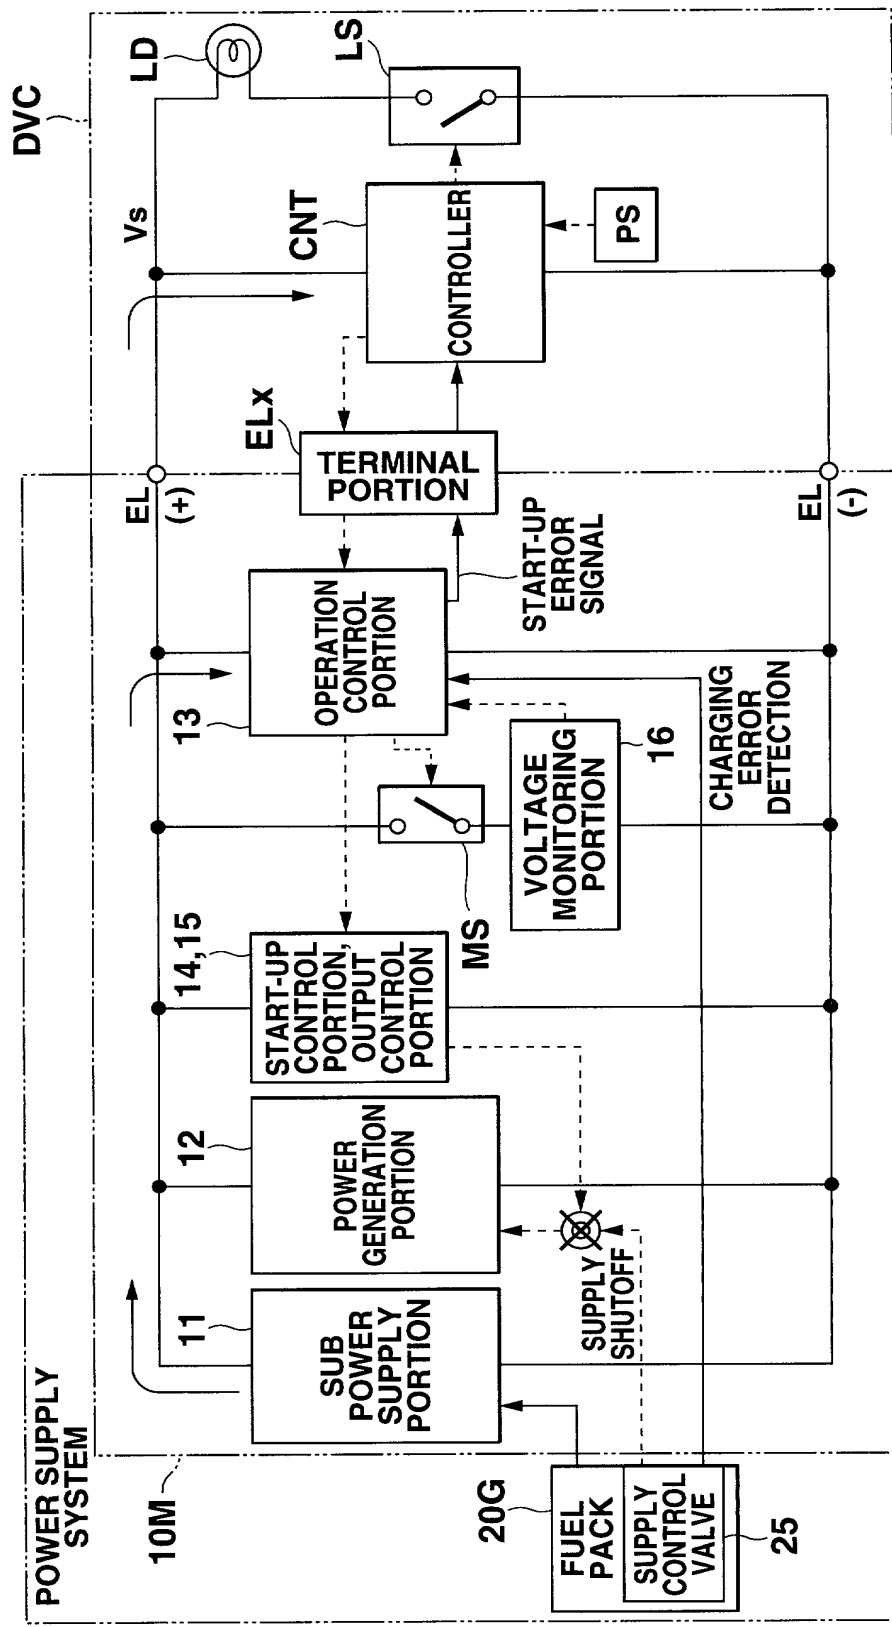 POWER SUPPLY
SYSTEM
DVC
10M
11
SUB
POWER
SUPPLY
PORTION
12
POWER
GENERATION
PORTION
14,15
START-UP
CONTROL
PORTION,
OUTPUT
CONTROL
PORTION
13
OPERATION
CONTROL
PORTION
EL
(+)
Vs
LD
ELx
TERMINAL
PORTION
CNT
CONTROLLER
LS
PS
MS
VOLTAGE
MONITORING
PORTION
16
START-UP
ERROR
SIGNAL
SUPPLY
SHUTOFF
CHARGING
ERROR
DETECTION
EL
(-)
20G
FUEL
PACK
SUPPLY
CONTROL
VALVE
25